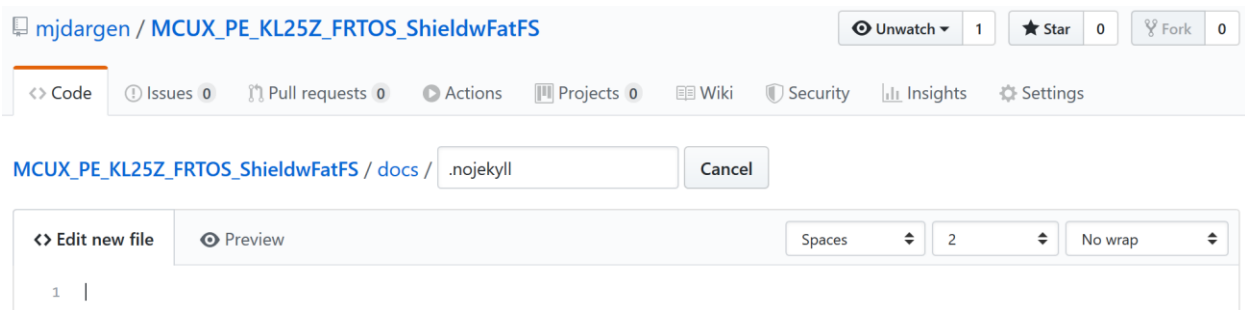 mjdargen / MCUX_PE_KL25Z_FRTOS_ShieldwFatFS Unwatch 1 Star 0 Fork 0
Code Issues 0 Pull requests 0 Actions Projects 0 Wiki Security Insights Settings
MCUX_PE_KL25Z_FRTOS_ShieldwFatFS / docs / .nojekyll Cancel
<> Edit new file Preview Spaces 2 No wrap
1